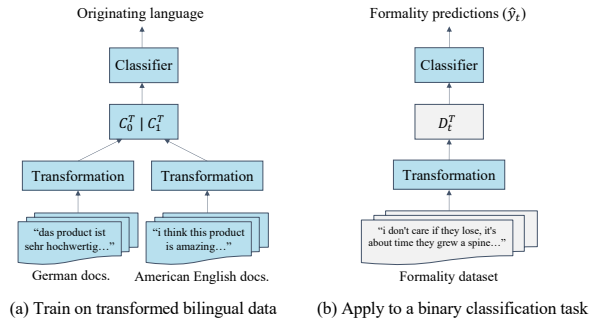 Originating language
Classifier
C_0^T | C_1^T
Transformation
Transformation
“das product ist
sehr hochwertig…”
“i think this product
is amazing…”
German docs.
American English docs.
(a) Train on transformed bilingual data
Formality predictions (ŷ_t)
Classifier
D_t^T
Transformation
“i don't care if they lose, it's
about time they grew a spine…”
Formality dataset
(b) Apply to a binary classification task